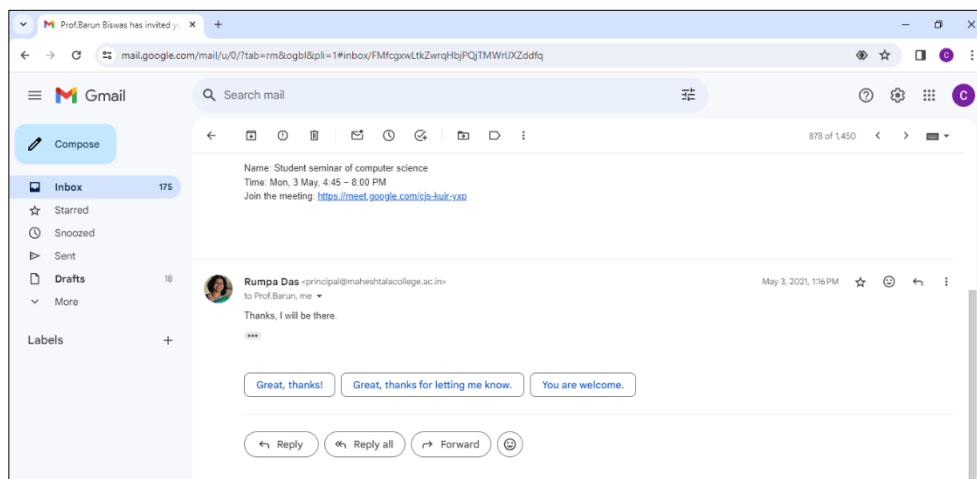 Prof.Barun Biswas has invited y
mail.google.com/mail/u/0/?tab=rm&ogbl&pli=1#inbox/FMfcgxwLtkZwrqHbjPQjTMWrUXZddfq
C
Gmail
Search mail
C
Compose
878 of 1,450
Inbox 175
Starred
Snoozed
Sent
Drafts 18
More
Labels
Name: Student seminar of computer science
Time: Mon, 3 May, 4:45 – 8:00 PM
Join the meeting: https://meet.google.com/cjs-kuir-yxp
Rumpa Das <principal@maheshtalacollege.ac.in> May 3, 2021, 1:16 PM
to Prof.Barun, me
Thanks, I will be there.
Great, thanks! Great, thanks for letting me know. You are welcome.
Reply Reply all Forward